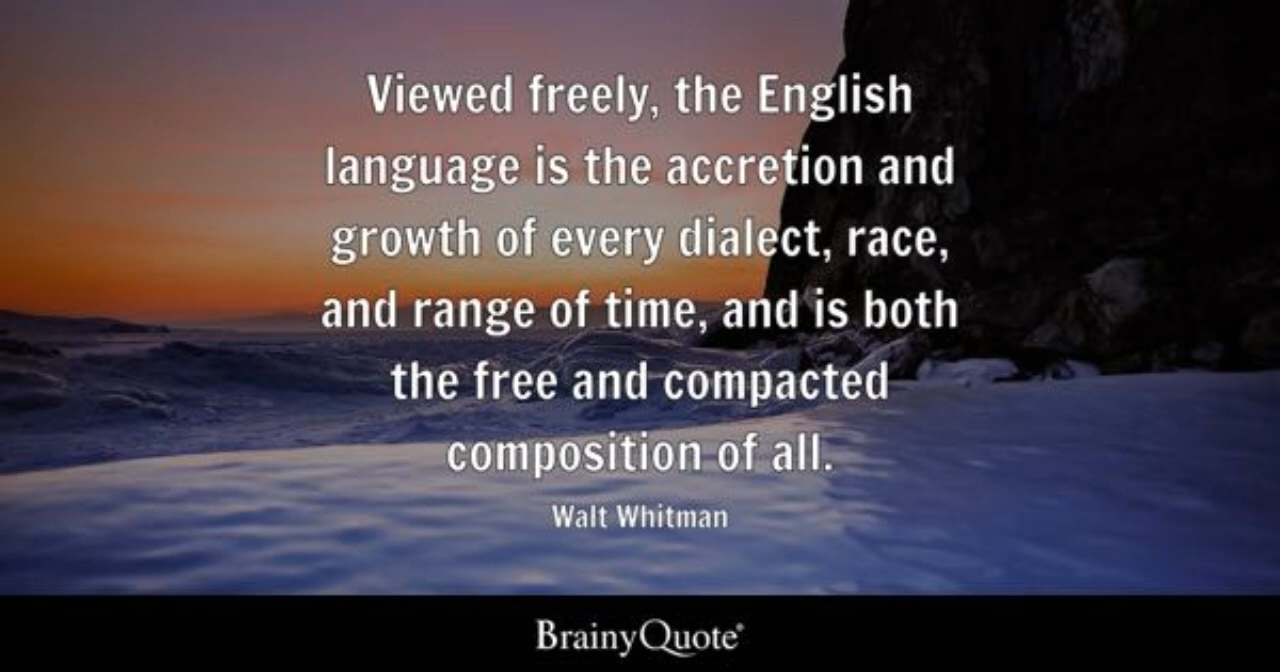 Viewed freely, the English
language is the accretion and
growth of every dialect, race,
and range of time, and is both
the free and compacted
composition of all.
Walt Whitman
BrainyQuote®